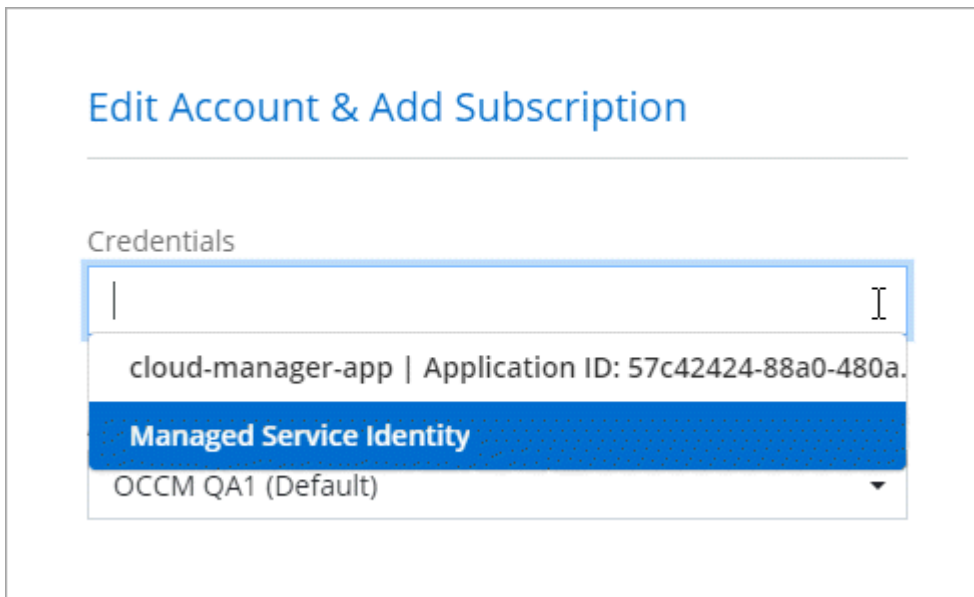 Edit Account & Add Subscription
Credentials
cloud-manager-app | Application ID: 57c42424-88a0-480a.
Managed Service Identity
OCCM QA1 (Default)